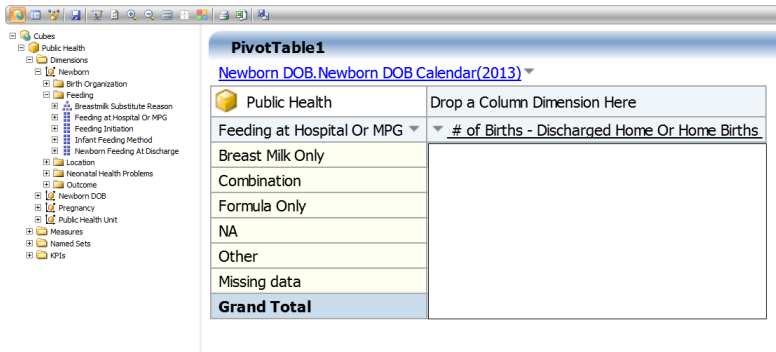 Cubes
Public Health
Dimensions
Newborn
Birth Organization
Feeding
Breastmilk Substitute Reason
Feeding at Hospital Or MPG
Feeding Initiation
Infant Feeding Method
Newborn Feeding At Discharge
Location
Neonatal Health Problems
Outcome
Newborn DOB
Pregnancy
Public Health Unit
Measures
Named Sets
KPIs
PivotTable1
Newborn DOB.Newborn DOB Calendar(2013)
Public Health Drop a Column Dimension Here
Feeding at Hospital Or MPG # of Births - Discharged Home Or Home Births
Breast Milk Only
Combination
Formula Only
NA
Other
Missing data
Grand Total